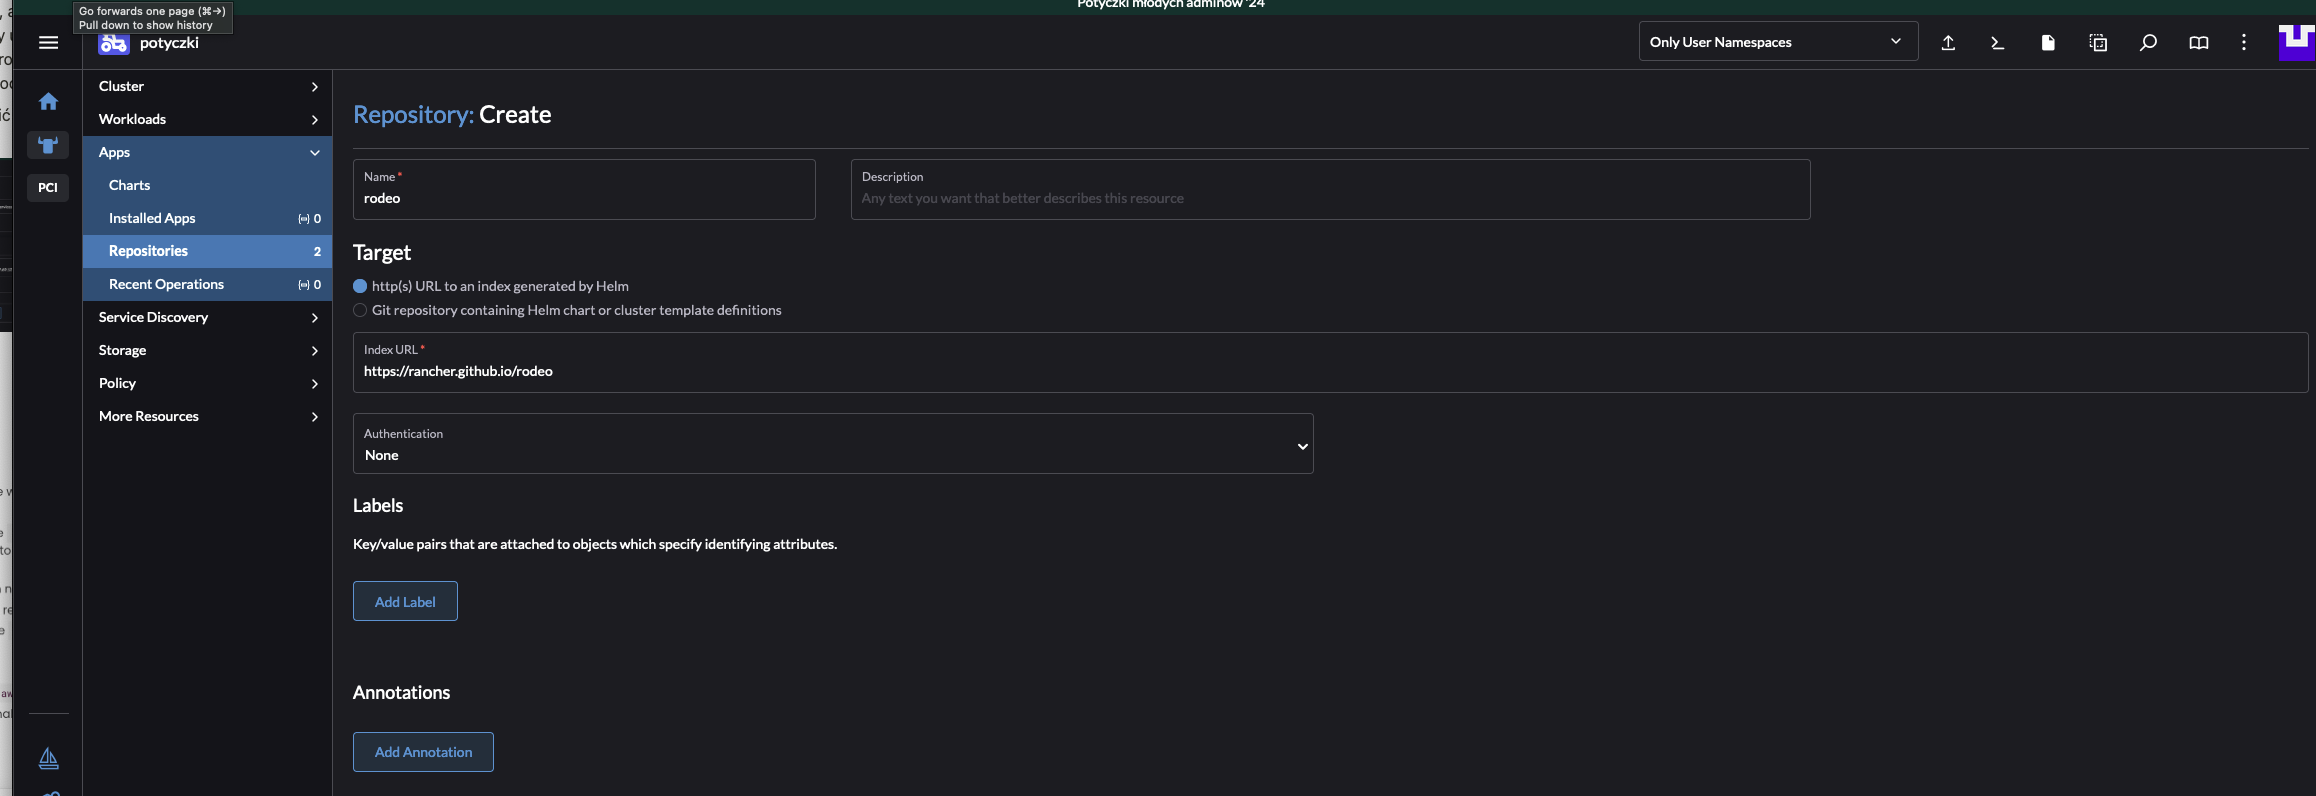 Potyczki młodych adminów '24
Go forwards one page (⌘→)
Pull down to show history
potyczki
Only User Namespaces
PCI
Cluster
Workloads
Apps
Charts
Installed Apps 0
Repositories 2
Recent Operations 0
Service Discovery
Storage
Policy
More Resources
Repository: Create
Name *
rodeo
Description
Any text you want that better describes this resource
Target
http(s) URL to an index generated by Helm
Git repository containing Helm chart or cluster template definitions
Index URL *
https://rancher.github.io/rodeo
Authentication
None
Labels
Key/value pairs that are attached to objects which specify identifying attributes.
Add Label
Annotations
Add Annotation